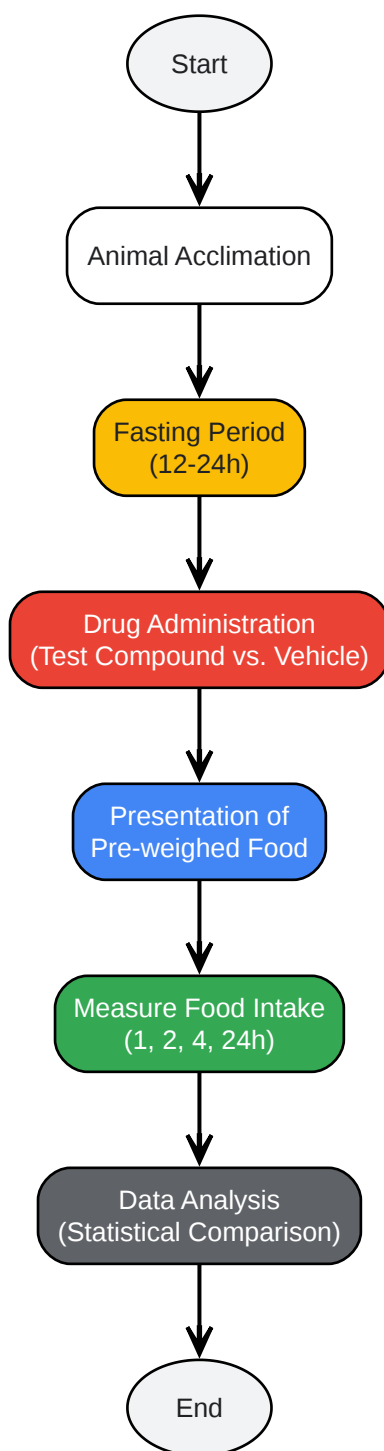 Start
Animal Acclimation
Fasting Period
(12-24h)
Drug Administration
(Test Compound vs. Vehicle)
Presentation of
Pre-weighed Food
Measure Food Intake
(1, 2, 4, 24h)
Data Analysis
(Statistical Comparison)
End